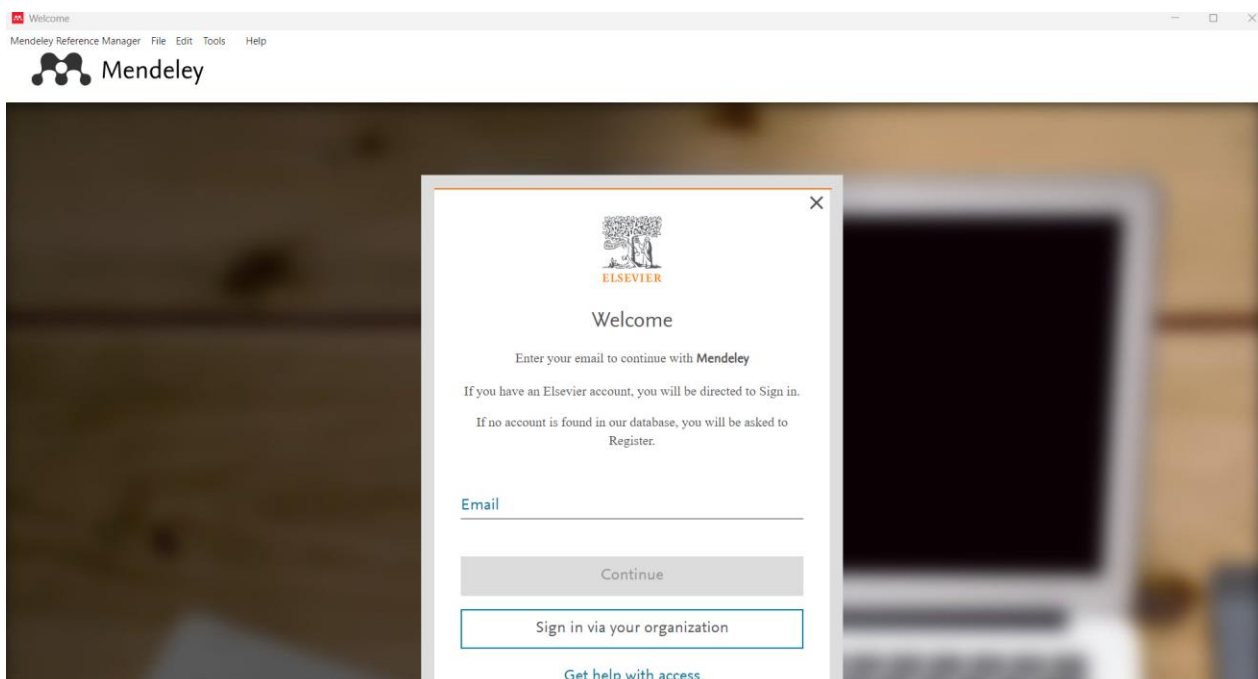 Welcome
Mendeley Reference Manager File Edit Tools Help
Mendeley
ELSEVIER
Welcome
Enter your email to continue with Mendeley
If you have an Elsevier account, you will be directed to Sign in.
If no account is found in our database, you will be asked to
Register.
Email
Continue
Sign in via your organization
Get help with access